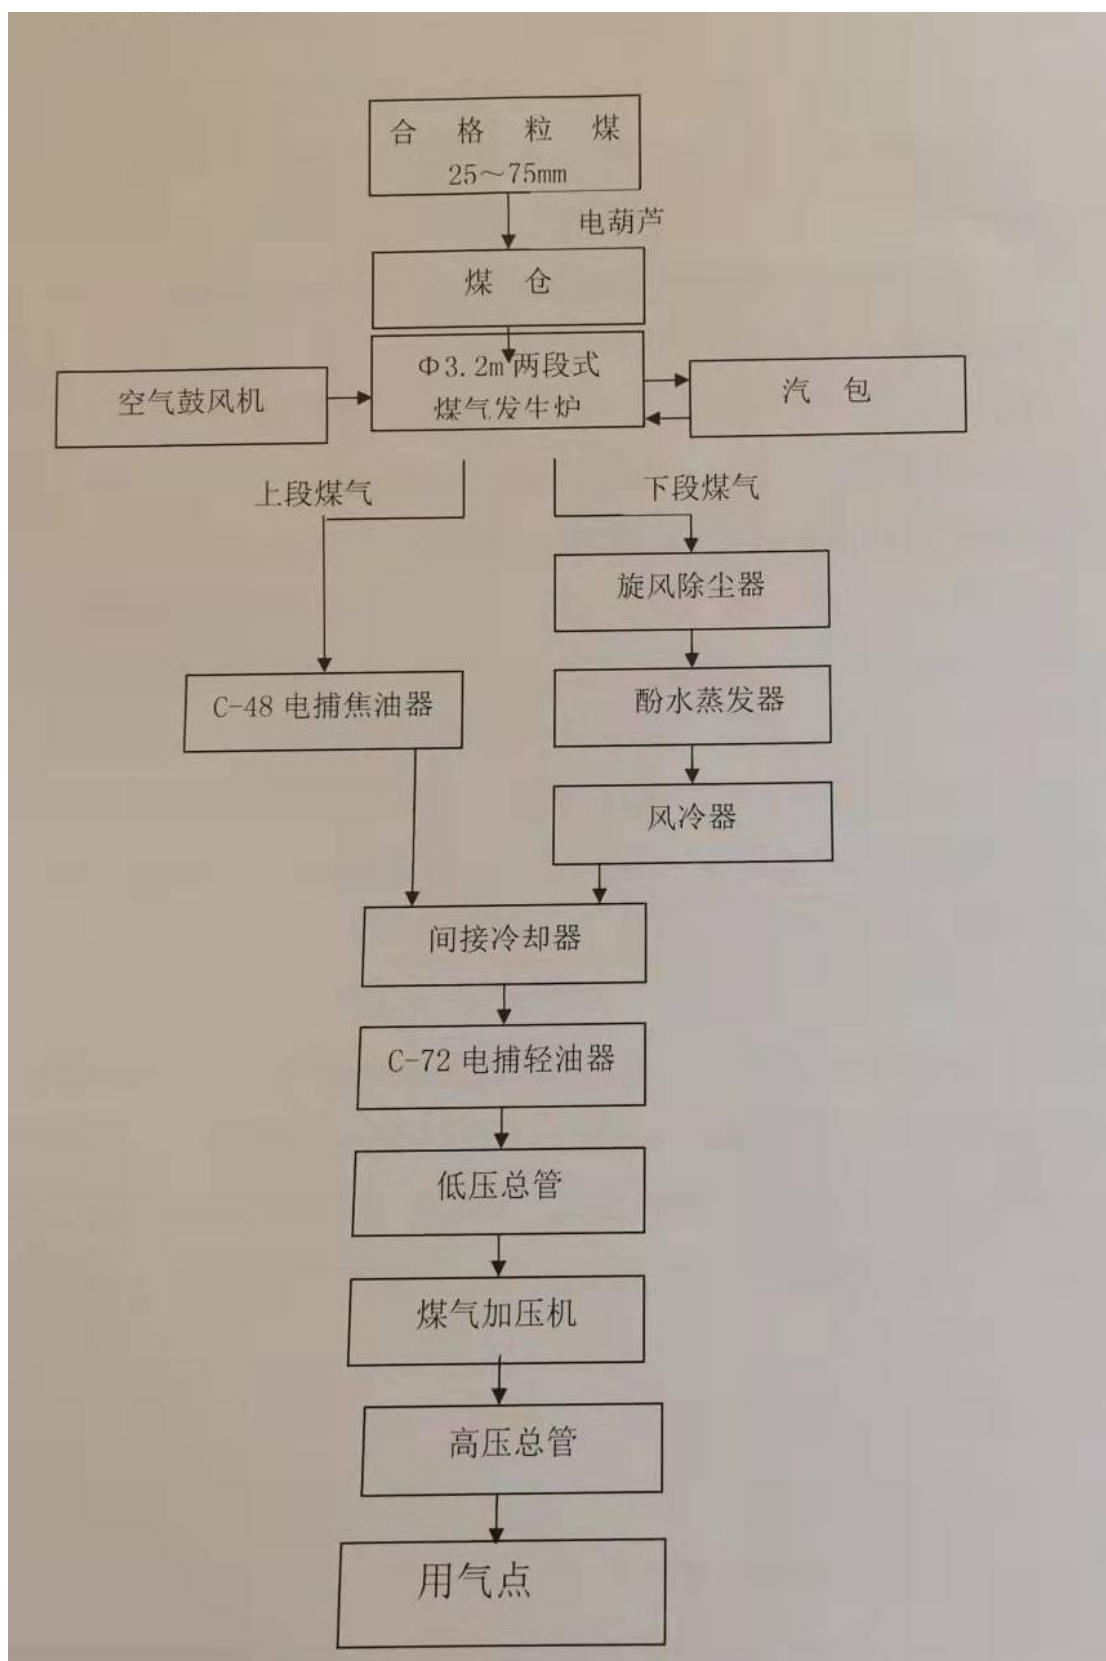 合格粒煤
25～75mm
电葫芦
煤仓
Φ3.2m 两段式
煤气发生炉
空气鼓风机
汽包
上段煤气
下段煤气
旋风除尘器
C-48 电捕焦油器
酚水蒸发器
风冷器
间接冷却器
C-72 电捕轻油器
低压总管
煤气加压机
高压总管
用气点